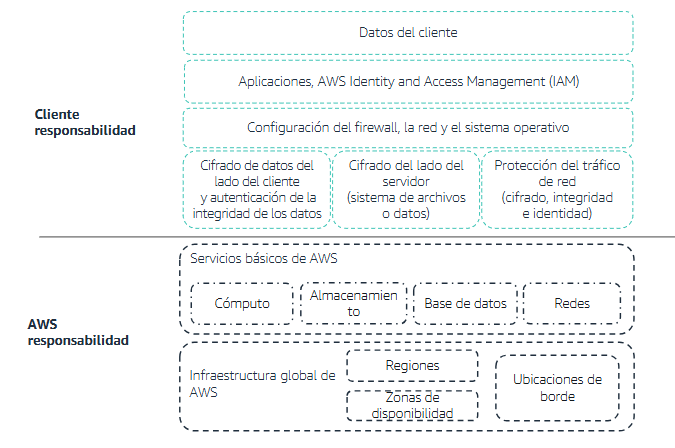 Datos del cliente
Aplicaciones, AWS Identity and Access Management (IAM)
Cliente
responsabilidad
Configuración del firewall, la red y el sistema operativo
Cifrado de datos del
lado del cliente
y autenticación de la
integridad de los datos
Cifrado del lado del
servidor
(sistema de archivos
o datos)
Protección del tráfico
de red
(cifrado, integridad
e identidad)
AWS
responsabilidad
Servicios básicos de AWS
Cómputo
Almacenamie
nto
Base de datos
Redes
Infraestructura global de
AWS
Regiones
Zonas de
disponibilidad
Ubicaciones de
borde